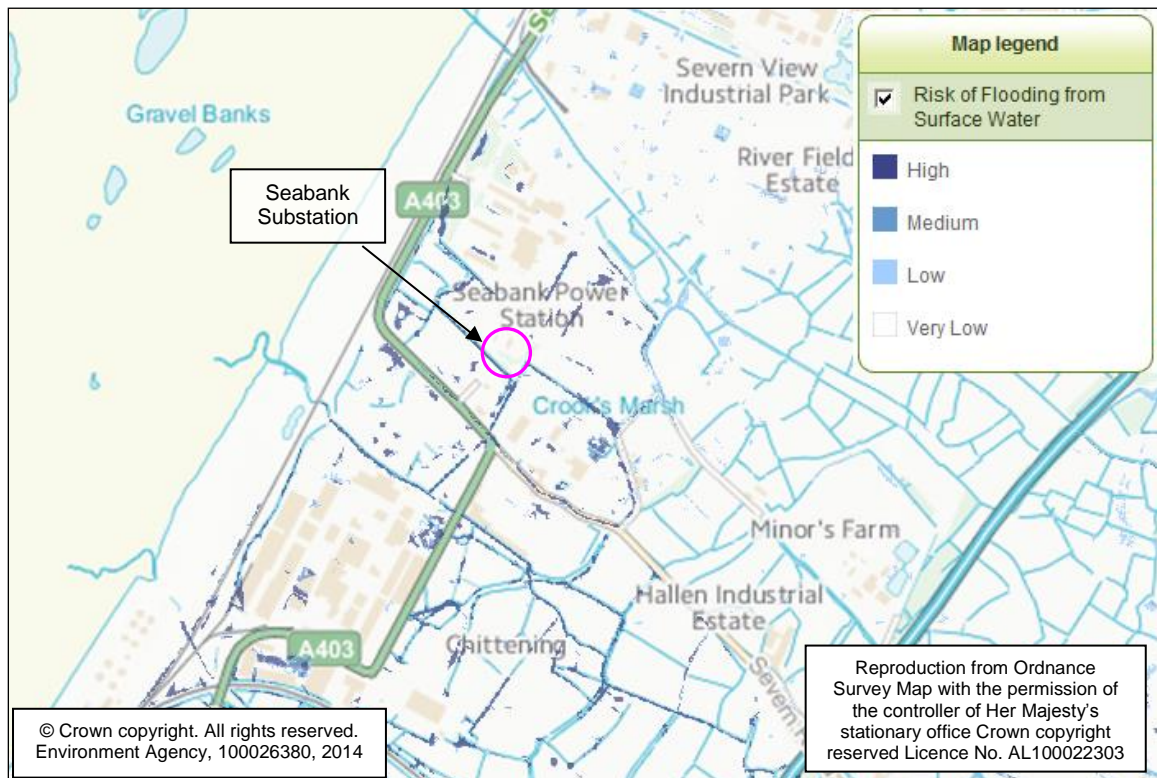 Se
Map legend
Risk of Flooding from
Surface Water
High
Medium
Low
Very Low
Severn View
Industrial Park
River Field
Estate
Gravel Banks
Seabank
Substation
A403
Seabank Power
Station
Crook's Marsh
Minor's Farm
Hallen Industrial
Estate
Chittening
A403
Severn
© Crown copyright. All rights reserved.
Environment Agency, 100026380, 2014
Reproduction from Ordnance
Survey Map with the permission of
the controller of Her Majesty's
stationary office Crown copyright
reserved Licence No. AL100022303